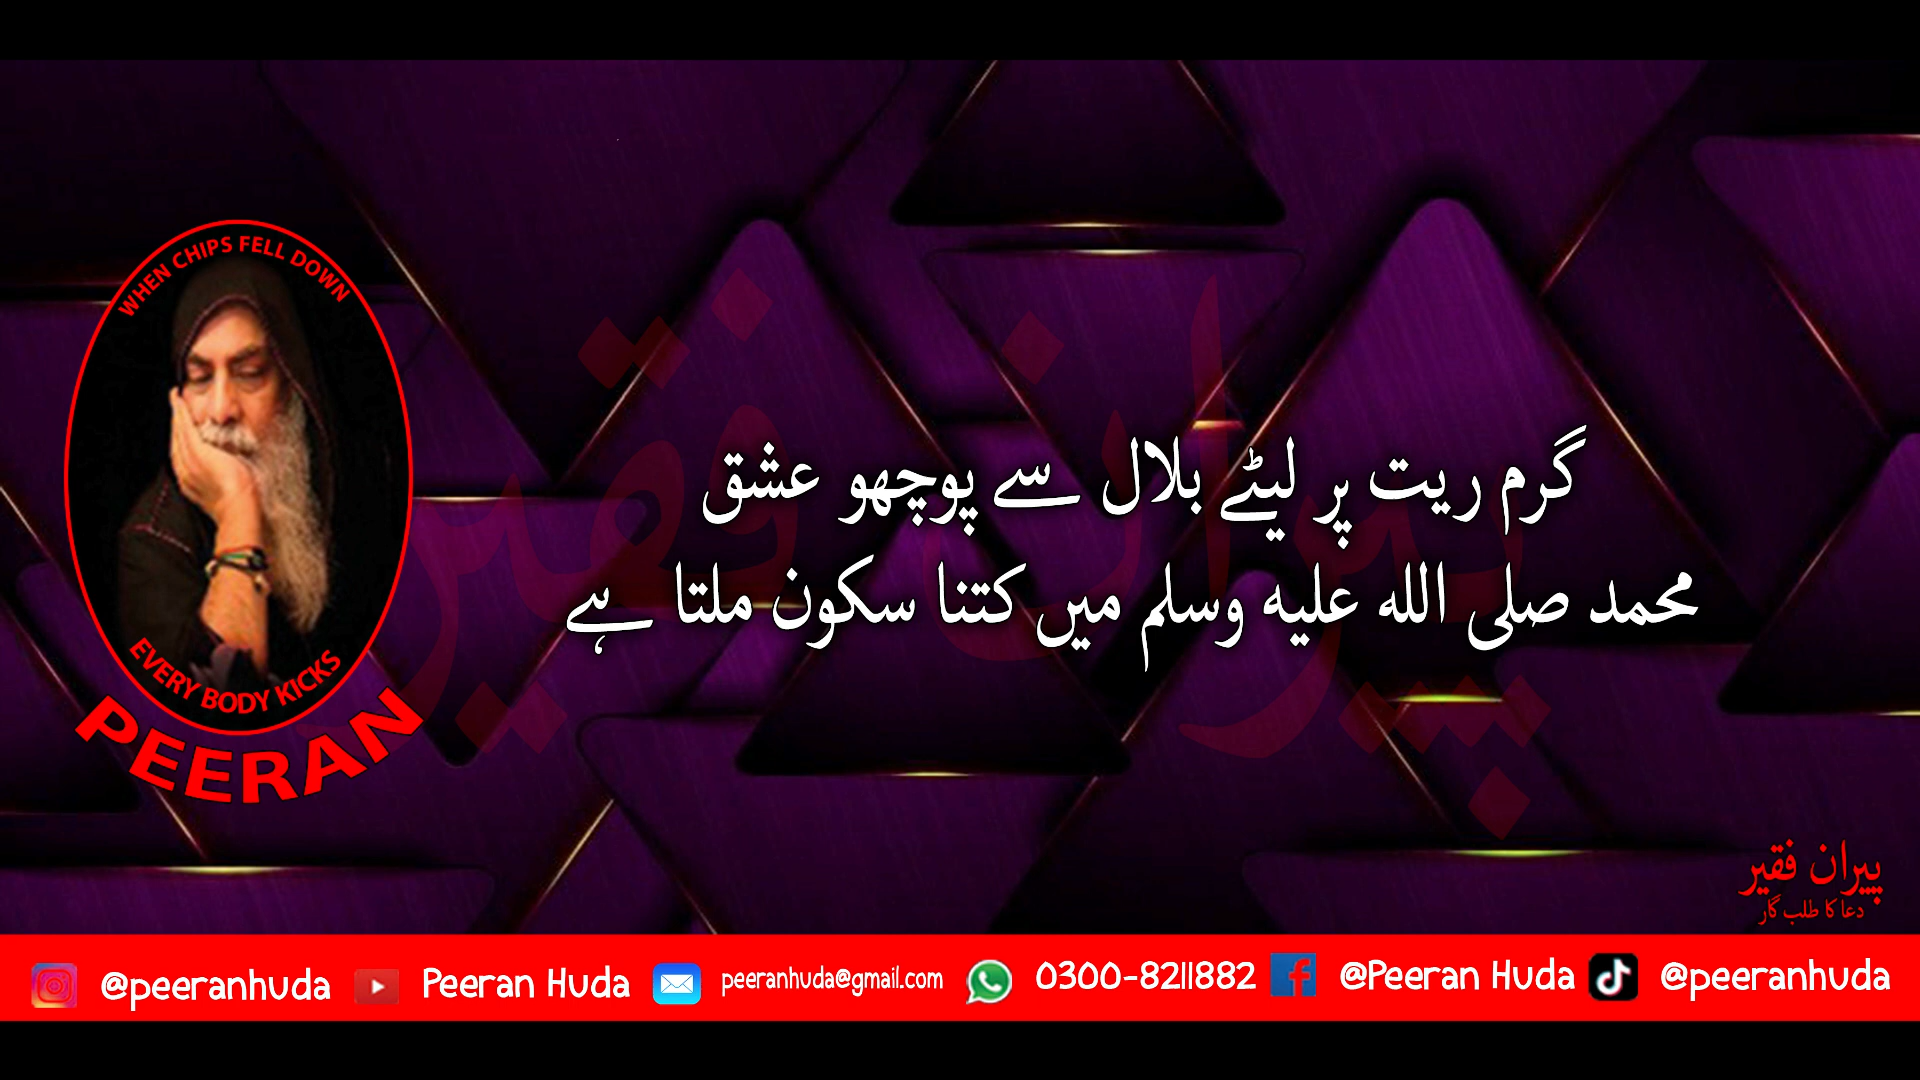 WHEN CHIPS FELL DOWN
EVERY BODY KICKS
PEERAN
پیران فقیر
گرم ریت پر لیٹے بلال سے پوچھو عشق
محمد صلی اللہ علیہ وسلم میں کتنا سکون ملتا ہے
پیران فقیر
دعا کا طلب گار
@peeranhuda Peeran Huda peeranhuda@gmail.com 0300-8211882 @Peeran Huda @peeranhuda